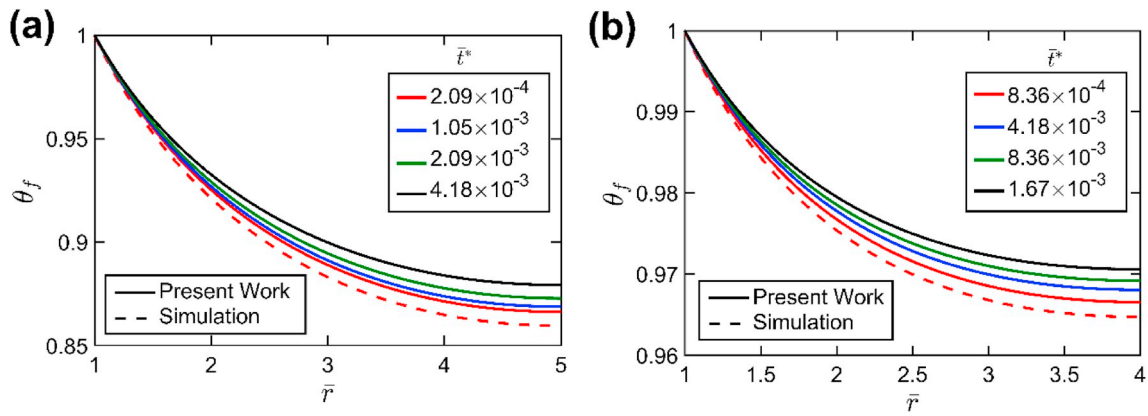 (a)
1
0.95
0.9
0.85
θ_f
t̄*
2.09×10⁻⁴
1.05×10⁻³
2.09×10⁻³
4.18×10⁻³
Present Work
Simulation
1 2 3 4 5
r̄
(b)
1
0.99
0.98
0.97
0.96
θ_f
t̄*
8.36×10⁻⁴
4.18×10⁻³
8.36×10⁻³
1.67×10⁻³
Present Work
Simulation
1 1.5 2 2.5 3 3.5 4
r̄